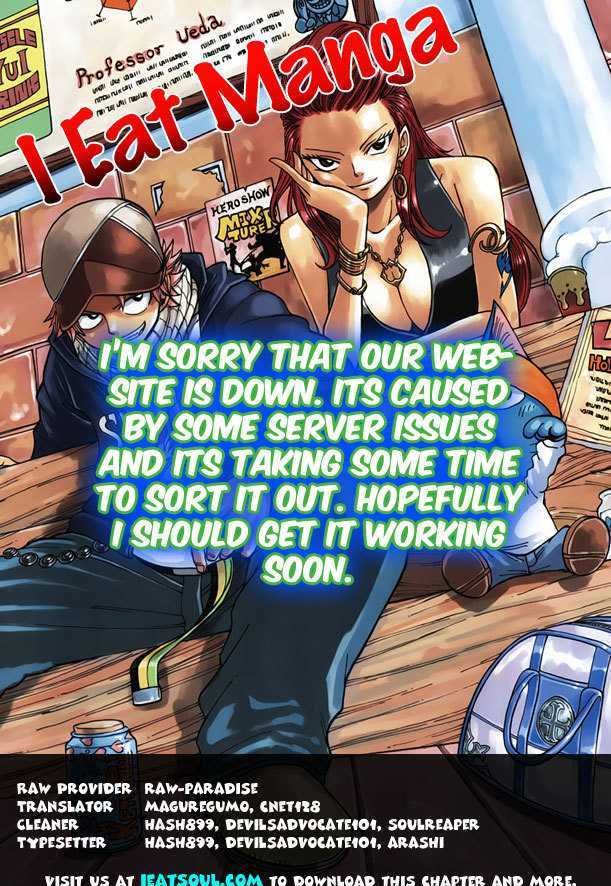 Professor Ueda
I Eat Manga
HERO SHOW
MIX
TURE
I'M SORRY THAT OUR WEB-
SITE IS DOWN. ITS CAUSED
BY SOME SERVER ISSUES
AND ITS TAKING SOME TIME
TO SORT IT OUT. HOPEFULLY
I SHOULD GET IT WORKING
SOON.
RAW PROVIDER RAW-PARADISE
TRANSLATOR MAGUREGUMO, CNET128
CLEANER HASH899, DEVILSADVOCATE101, SOULREAPER
TYPESETTER HASH899, DEVILSADVOCATE101, ARASHI
VISIT US AT IEATSOUL.COM TO DOWNLOAD THIS CHAPTER AND MORE.